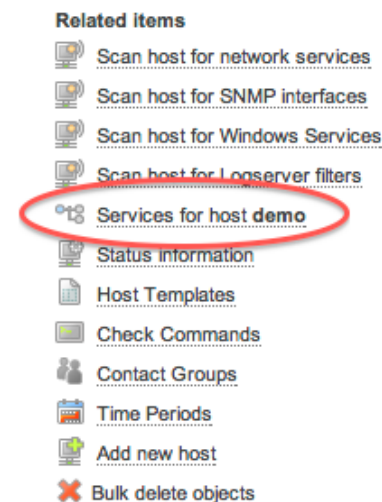 Related items
Scan host for network services
Scan host for SNMP interfaces
Scan host for Windows Services
Scan host for Logserver filters
Services for host demo
Status information
Host Templates
Check Commands
Contact Groups
Time Periods
Add new host
Bulk delete objects